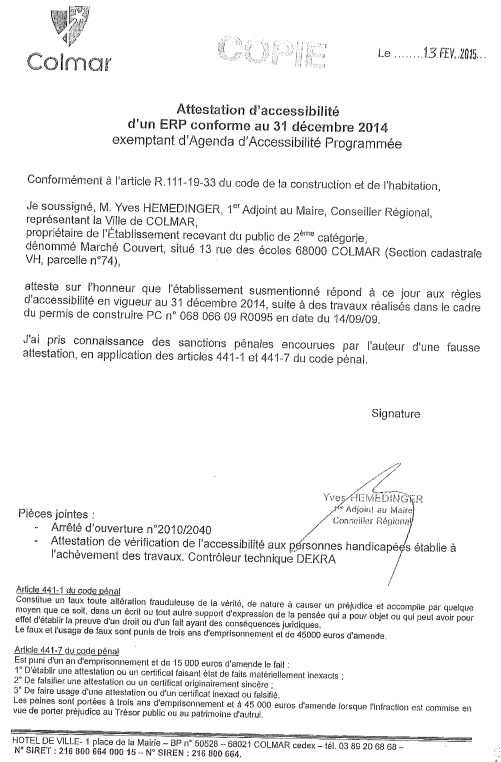 Colmar
COPIE
Le ........13 FEV. 2015...
Attestation d'accessibilité
d'un ERP conforme au 31 décembre 2014
exemptant d'Agenda d'Accessibilité Programmée
Conformément à l'article R.111-19-33 du code de la construction et de l'habitation,
Je soussigné, M. Yves HEMEDINGER, 1er Adjoint au Maire, Conseiller Régional,
représentant la Ville de COLMAR,
propriétaire de l'Établissement recevant du public de 2ème catégorie,
dénommé Marché Couvert, situé 13 rue des écoles 68000 COLMAR (Section cadastrale
VH, parcelle n°74),
atteste sur l'honneur que l'établissement susmentionné répond à ce jour aux règles
d'accessibilité en vigueur au 31 décembre 2014, suite à des travaux réalisés dans le cadre
du permis de construire PC n° 068 066 09 R0095 en date du 14/09/09.
J'ai pris connaissance des sanctions pénales encourues par l'auteur d'une fausse
attestation, en application des articles 441-1 et 441-7 du code pénal.
Signature
Yves HEMEDINGER
1er Adjoint au Maire
Conseiller Régional
Pièces jointes :
- Arrêté d'ouverture n°2010/2040
- Attestation de vérification de l'accessibilité aux personnes handicapées établie à
l'achèvement des travaux. Contrôleur technique DEKRA
Article 441-1 du code pénal
Constitue un faux toute altération frauduleuse de la vérité, de nature à causer un préjudice et accomplie par quelque
moyen que ce soit, dans un écrit ou tout autre support d'expression de la pensée qui a pour objet ou qui peut avoir pour
effet d'établir la preuve d'un droit ou d'un fait ayant des conséquences juridiques.
Le faux et l'usage de faux sont punis de trois ans d'emprisonnement et de 45000 euros d'amende.
Article 441-7 du code pénal
Est puni d'un an d'emprisonnement et de 15 000 euros d'amende le fait :
1° D'établir une attestation ou un certificat faisant état de faits matériellement inexacts ;
2° De falsifier une attestation ou un certificat originairement sincère ;
3° De faire usage d'une attestation ou d'un certificat inexact ou falsifié.
Les peines sont portées à trois ans d'emprisonnement et à 45 000 euros d'amende lorsque l'infraction est commise en
vue de porter préjudice au Trésor public ou au patrimoine d'autrui.
HOTEL DE VILLE- 1 place de la Mairie – BP n° 50528 – 68021 COLMAR cedex – tél. 03 89 20 68 68 –
N° SIRET : 216 800 664 000 15 – N° SIREN : 216 800 664.